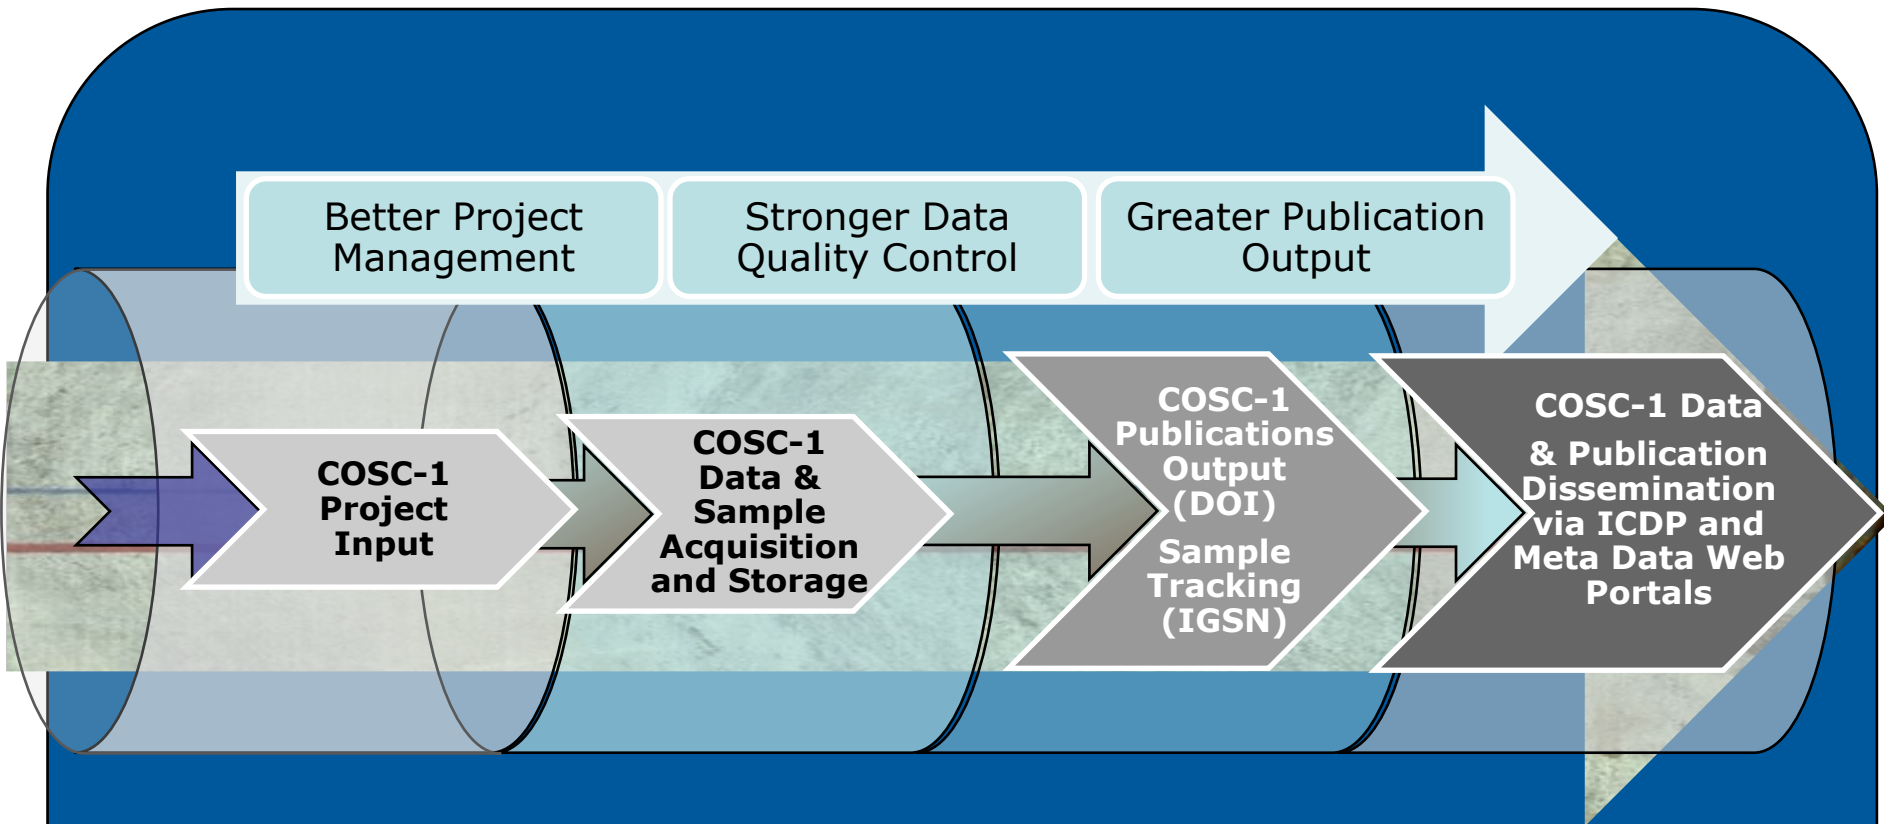 Better Project
Management
Stronger Data
Quality Control
Greater Publication
Output
COSC-1
Project
Input
COSC-1
Data &
Sample
Acquisition
and Storage
COSC-1
Publications
Output
(DOI)
Sample
Tracking
(IGSN)
COSC-1 Data
& Publication
Dissemination
via ICDP and
Meta Data Web
Portals